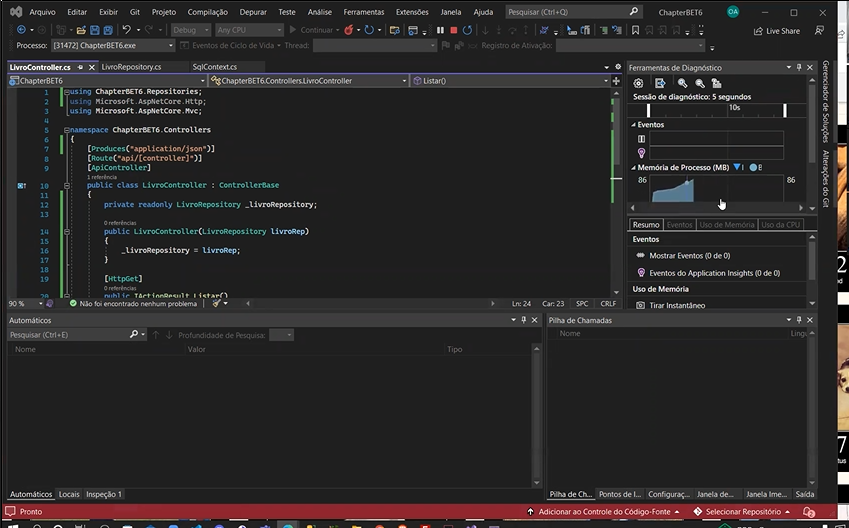 Arquivo Editar Exibir Git Projeto Compilação Depurar Teste Análise Ferramentas Extensões Janela Ajuda Pesquisar (Ctrl+Q) ChapterBET6 OA
Debug Any CPU Continuar Live Share
Processo: [31472] ChapterBET6.exe Eventos de Ciclo de Vida Thread: Registro de Ativação:
LivroController.cs LivroRepository.cs SqlContext.cs
ChapterBET6 ChapterBET6.Controllers.LivroController Listar()
1 using ChapterBET6.Repositories;
2 using Microsoft.AspNetCore.Http;
3 using Microsoft.AspNetCore.Mvc;
4
5 namespace ChapterBET6.Controllers
6 {
7 [Produces("application/json")]
8 [Route("api/[controller]")]
9 [ApiController]
1 referência
10 public class LivroController : ControllerBase
11 {
12 private readonly LivroRepository _livroRepository;
13
0 referências
14 public LivroController(LivroRepository livroRep)
15 {
16 _livroRepository = livroRep;
17 }
18
19 [HttpGet]
0 referências
20 public IActionResult Listar()
90 % Não foi encontrado nenhum problema Ln: 24 Car: 23 SPC CRLF
Ferramentas de Diagnóstico
Sessão de diagnóstico: 5 segundos
10s
Eventos
Memória de Processo (MB)
86 86
Resumo Eventos Uso de Memória Uso da CPU
Eventos
Mostrar Eventos (0 de 0)
Eventos do Application Insights (0 de 0)
Uso de Memória
Tirar Instantâneo
Gerenciador de Soluções
Alterações do Git
Automáticos
Pesquisar (Ctrl+E) Profundidade de Pesquisa:
Nome Valor Tipo
Automáticos Locais Inspeção 1
Pilha de Chamadas
Nome Lingu
Pilha de Ch... Pontos de I... Configuraç... Janela de... Janela Ime... Saída
Pronto Adicionar ao Controle do Código-Fonte Selecionar Repositório